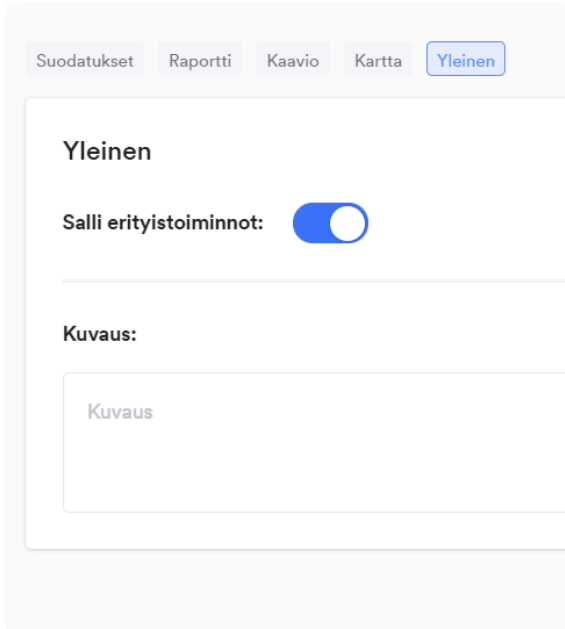 Suodatukset Raportti Kaavio Kartta Yleinen
Yleinen
Salli erityistoiminnot:
Kuvaus:
Kuvaus